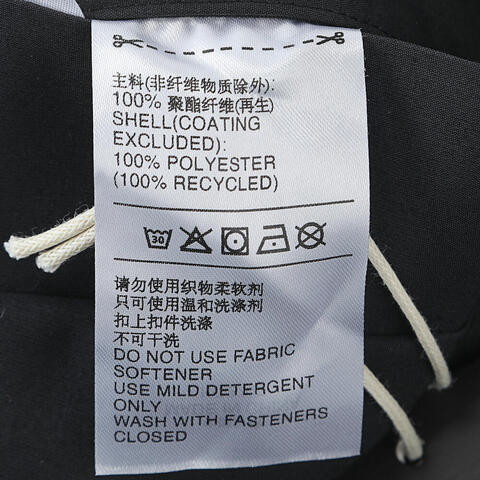 主料(非纤维物质除外):
100% 聚酯纤维(再生)
SHELL(COATING
EXCLUDED):
100% POLYESTER
(100% RECYCLED)
30
请勿使用织物柔软剂
只可使用温和洗涤剂
扣上扣件洗涤
不可干洗
DO NOT USE FABRIC
SOFTENER
USE MILD DETERGENT
ONLY
WASH WITH FASTENERS
CLOSED